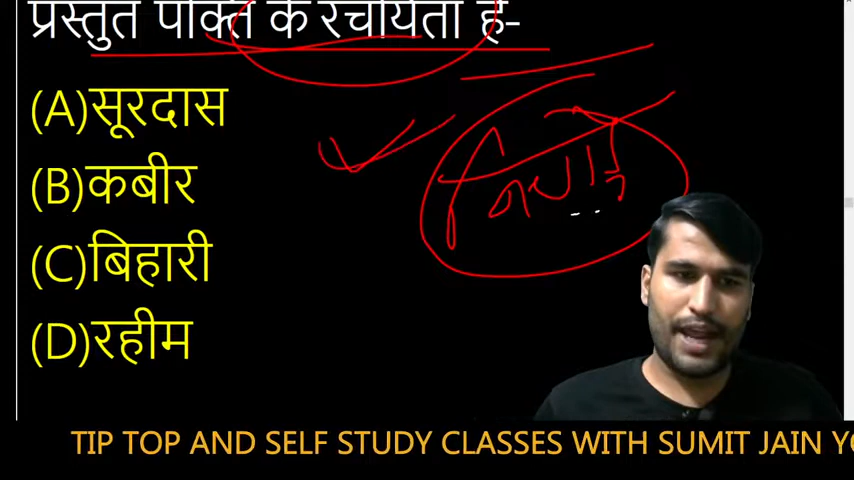 प्रस्तुत पंक्ति के रचयिता है-
(A)सूरदास
(B)कबीर
(C)बिहारी
(D)रहीम
TIP TOP AND SELF STUDY CLASSES WITH SUMIT JAIN